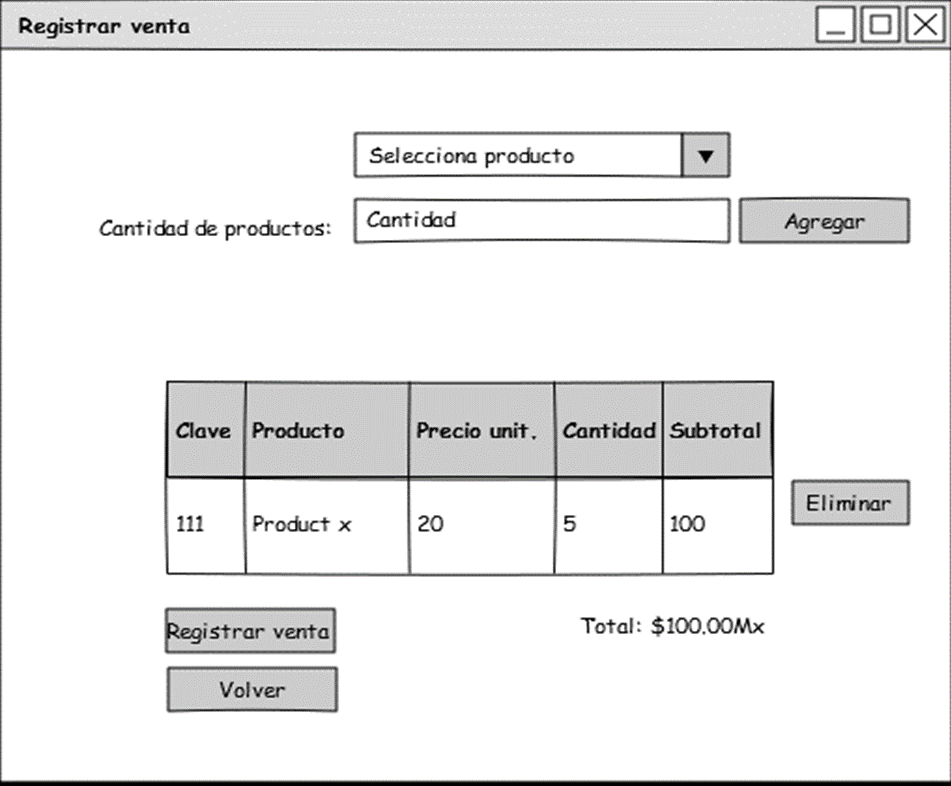 Registrar venta
Selecciona producto
Cantidad de productos: Cantidad Agregar
Clave Producto Precio unit. Cantidad Subtotal
111 Product x 20 5 100
Eliminar
Registrar venta
Total: $100.00Mx
Volver